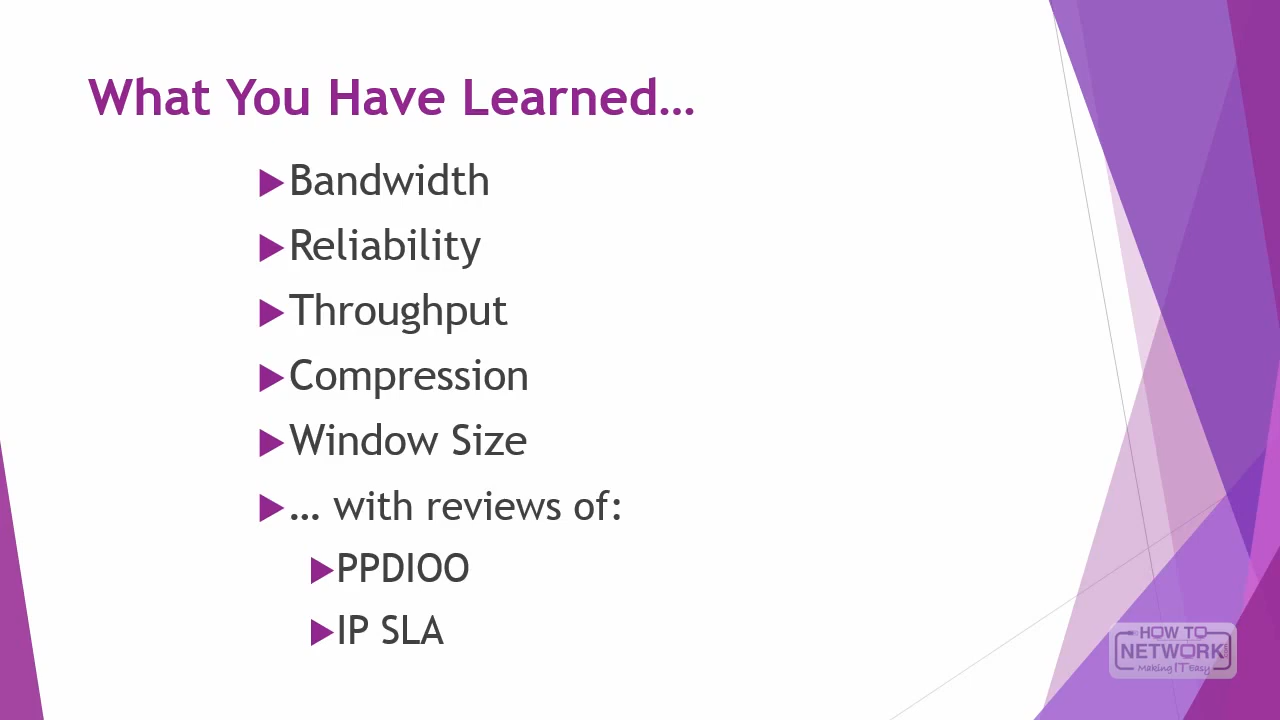 What You Have Learned…
Bandwidth
Reliability
Throughput
Compression
Window Size
… with reviews of:
PPDIOO
IP SLA
HOW TO
NETWORK.com
Making IT Easy